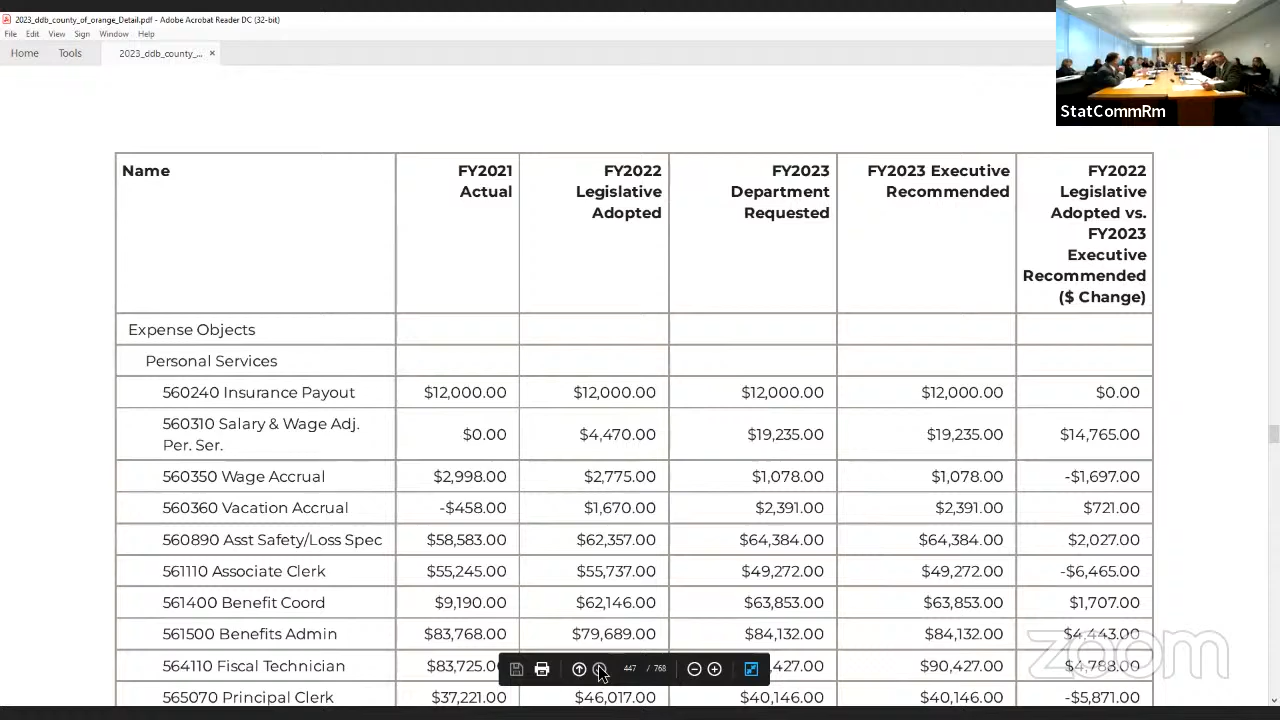 2023_ddb_county_of_orange_Detail.pdf - Adobe Acrobat Reader DC (32-bit)
File Edit View Sign Window Help
Home Tools 2023_ddb_county_... ×
StatCommRm
Name FY2021 Actual FY2022 Legislative Adopted FY2023 Department Requested FY2023 Executive Recommended FY2022 Legislative Adopted vs. FY2023 Executive Recommended ($ Change)
Expense Objects
Personal Services
560240 Insurance Payout $12,000.00 $12,000.00 $12,000.00 $12,000.00 $0.00
560310 Salary & Wage Adj. Per. Ser. $0.00 $4,470.00 $19,235.00 $19,235.00 $14,765.00
560350 Wage Accrual $2,998.00 $2,775.00 $1,078.00 $1,078.00 -$1,697.00
560360 Vacation Accrual -$458.00 $1,670.00 $2,391.00 $2,391.00 $721.00
560890 Asst Safety/Loss Spec $58,583.00 $62,357.00 $64,384.00 $64,384.00 $2,027.00
561110 Associate Clerk $55,245.00 $55,737.00 $49,272.00 $49,272.00 -$6,465.00
561400 Benefit Coord $9,190.00 $62,146.00 $63,853.00 $63,853.00 $1,707.00
561500 Benefits Admin $83,768.00 $79,689.00 $84,132.00 $84,132.00 $4,443.00
564110 Fiscal Technician $83,725.0 ,427.00 $90,427.00 $4,788.00
447 / 768
565070 Principal Clerk $37,221.00 $46,017.00 $40,146.00 $40,146.00 -$5,871.00
zoom